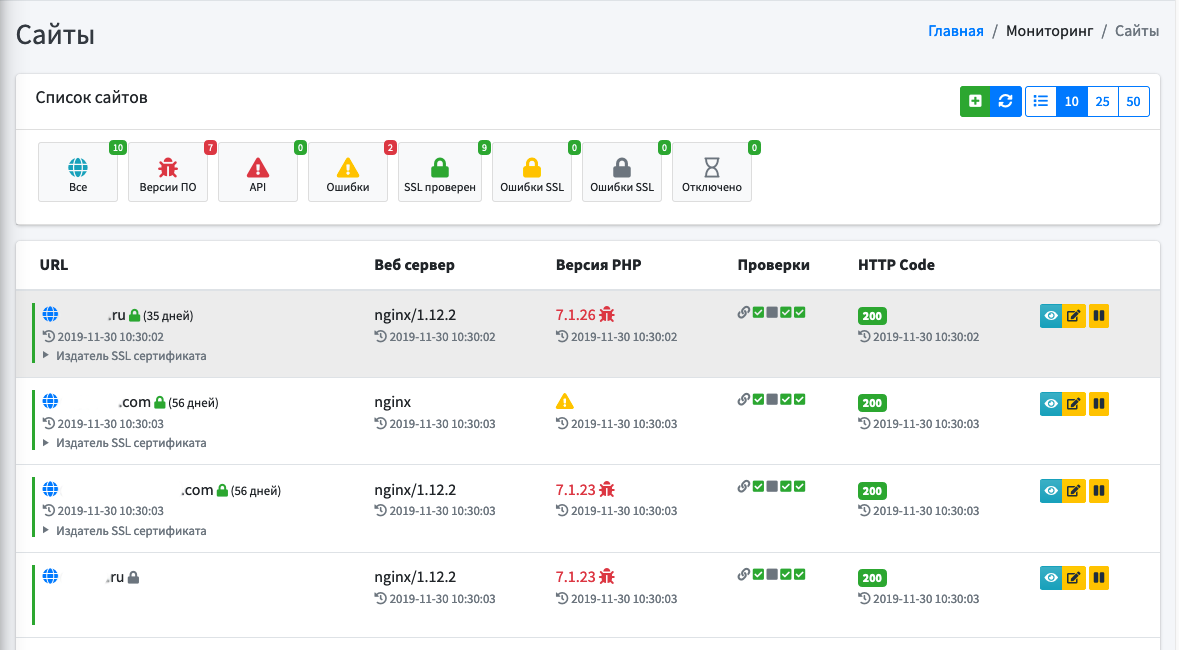 Сайты
Главная / Мониторинг / Сайты
Список сайтов
10 25 50
10 7 0 2 9 0 0 0
Все Версии ПО API Ошибки SSL проверен Ошибки SSL Ошибки SSL Отключено
URL Веб сервер Версия PHP Проверки HTTP Code
.ru (35 дней) nginx/1.12.2 7.1.26 200
2019-11-30 10:30:02 2019-11-30 10:30:02 2019-11-30 10:30:02 2019-11-30 10:30:02
Издатель SSL сертификата
.com (56 дней) nginx 200
2019-11-30 10:30:03 2019-11-30 10:30:03 2019-11-30 10:30:03 2019-11-30 10:30:03
Издатель SSL сертификата
.com (56 дней) nginx/1.12.2 7.1.23 200
2019-11-30 10:30:03 2019-11-30 10:30:03 2019-11-30 10:30:03 2019-11-30 10:30:03
Издатель SSL сертификата
.ru nginx/1.12.2 7.1.23 200
2019-11-30 10:30:03 2019-11-30 10:30:03 2019-11-30 10:30:03